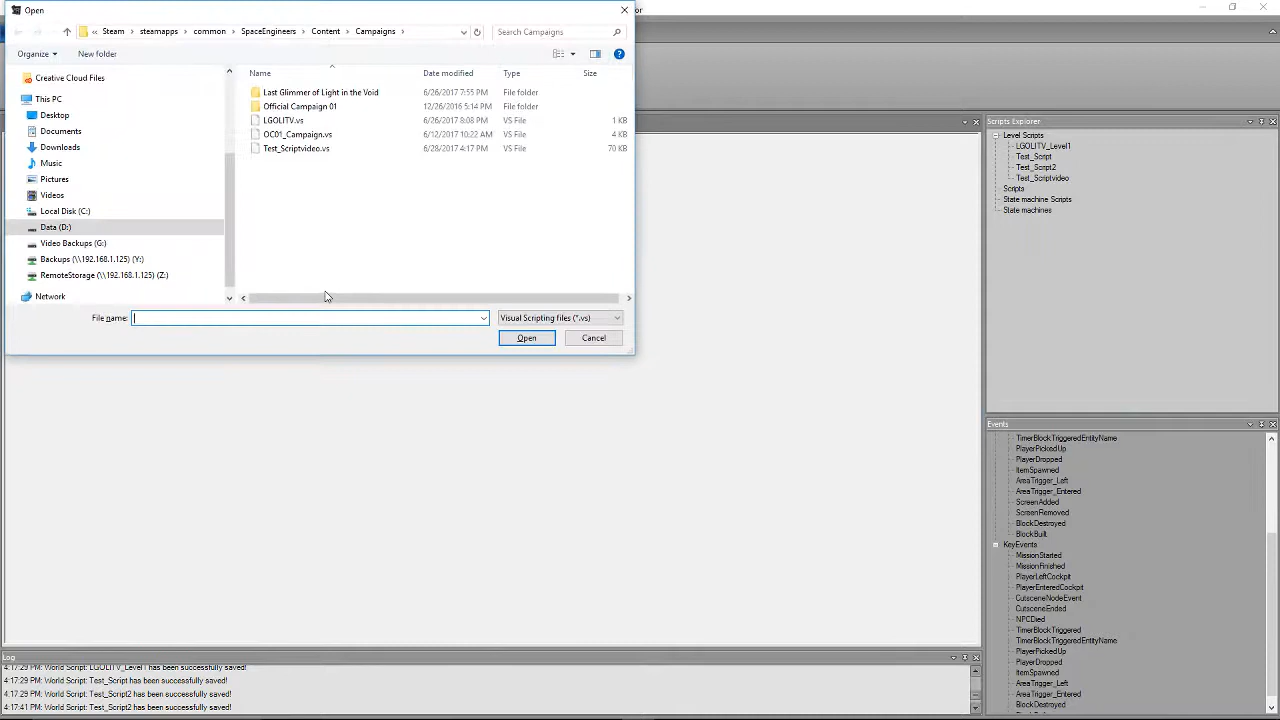 Open
or
« Steam > steamapps > common > SpaceEngineers > Content > Campaigns >
Search Campaigns
Organize
New folder
Creative Cloud Files
This PC
Desktop
Documents
Downloads
Music
Pictures
Videos
Local Disk (C:)
Data (D:)
Video Backups (G:)
Backups (\\192.168.1.125) (Y:)
RemoteStorage (\\192.168.1.125) (Z:)
Network
Name Date modified Type Size
Last Glimmer of Light in the Void 6/26/2017 7:55 PM File folder
Official Campaign 01 12/26/2016 5:14 PM File folder
LGOLITV.vs 6/26/2017 8:08 PM VS File 1 KB
OC01_Campaign.vs 6/12/2017 10:22 AM VS File 4 KB
Test_Scriptvideo.vs 6/28/2017 4:17 PM VS File 70 KB
File name:
Visual Scripting files (*.vs)
Open
Cancel
Scripts Explorer
Level Scripts
LGOLITV_Level1
Test_Script
Test_Script2
Test_Scriptvideo
Scripts
State machine Scripts
State machines
Events
TimerBlockTriggeredEntityName
PlayerPickedUp
PlayerDropped
ItemSpawned
AreaTrigger_Left
AreaTrigger_Entered
ScreenAdded
ScreenRemoved
BlockDestroyed
BlockBuilt
KeyEvents
MissionStarted
MissionFinished
PlayerLeftCockpit
PlayerEnteredCockpit
CutsceneNodeEvent
CutsceneEnded
NPCDied
TimerBlockTriggered
TimerBlockTriggeredEntityName
PlayerPickedUp
PlayerDropped
ItemSpawned
AreaTrigger_Left
AreaTrigger_Entered
BlockDestroyed
Log
4:17:29 PM: World Script: LGOLITV_Level1 has been successfully saved!
4:17:29 PM: World Script: Test_Script has been successfully saved!
4:17:29 PM: World Script: Test_Script2 has been successfully saved!
4:17:41 PM: World Script: Test_Script2 has been successfully saved!